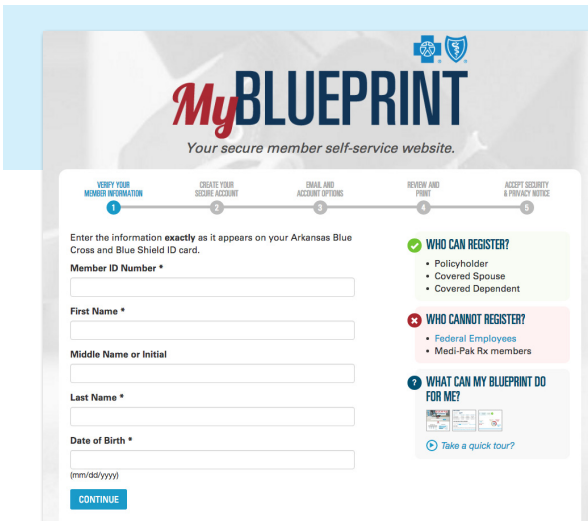 MyBLUEPRINT
Your secure member self-service website.
VERIFY YOUR
MEMBER INFORMATION
1
CREATE YOUR
SECURE ACCOUNT
2
EMAIL AND
ACCOUNT OPTIONS
3
REVIEW AND
PRINT
4
ACCEPT SECURITY
& PRIVACY NOTICE
5
Enter the information exactly as it appears on your Arkansas Blue
Cross and Blue Shield ID card.
Member ID Number *
First Name *
Middle Name or Initial
Last Name *
Date of Birth *
(mm/dd/yyyy)
CONTINUE
WHO CAN REGISTER?
• Policyholder
• Covered Spouse
• Covered Dependent
WHO CANNOT REGISTER?
• Federal Employees
• Medi-Pak Rx members
? WHAT CAN MY BLUEPRINT DO
FOR ME?
Take a quick tour?